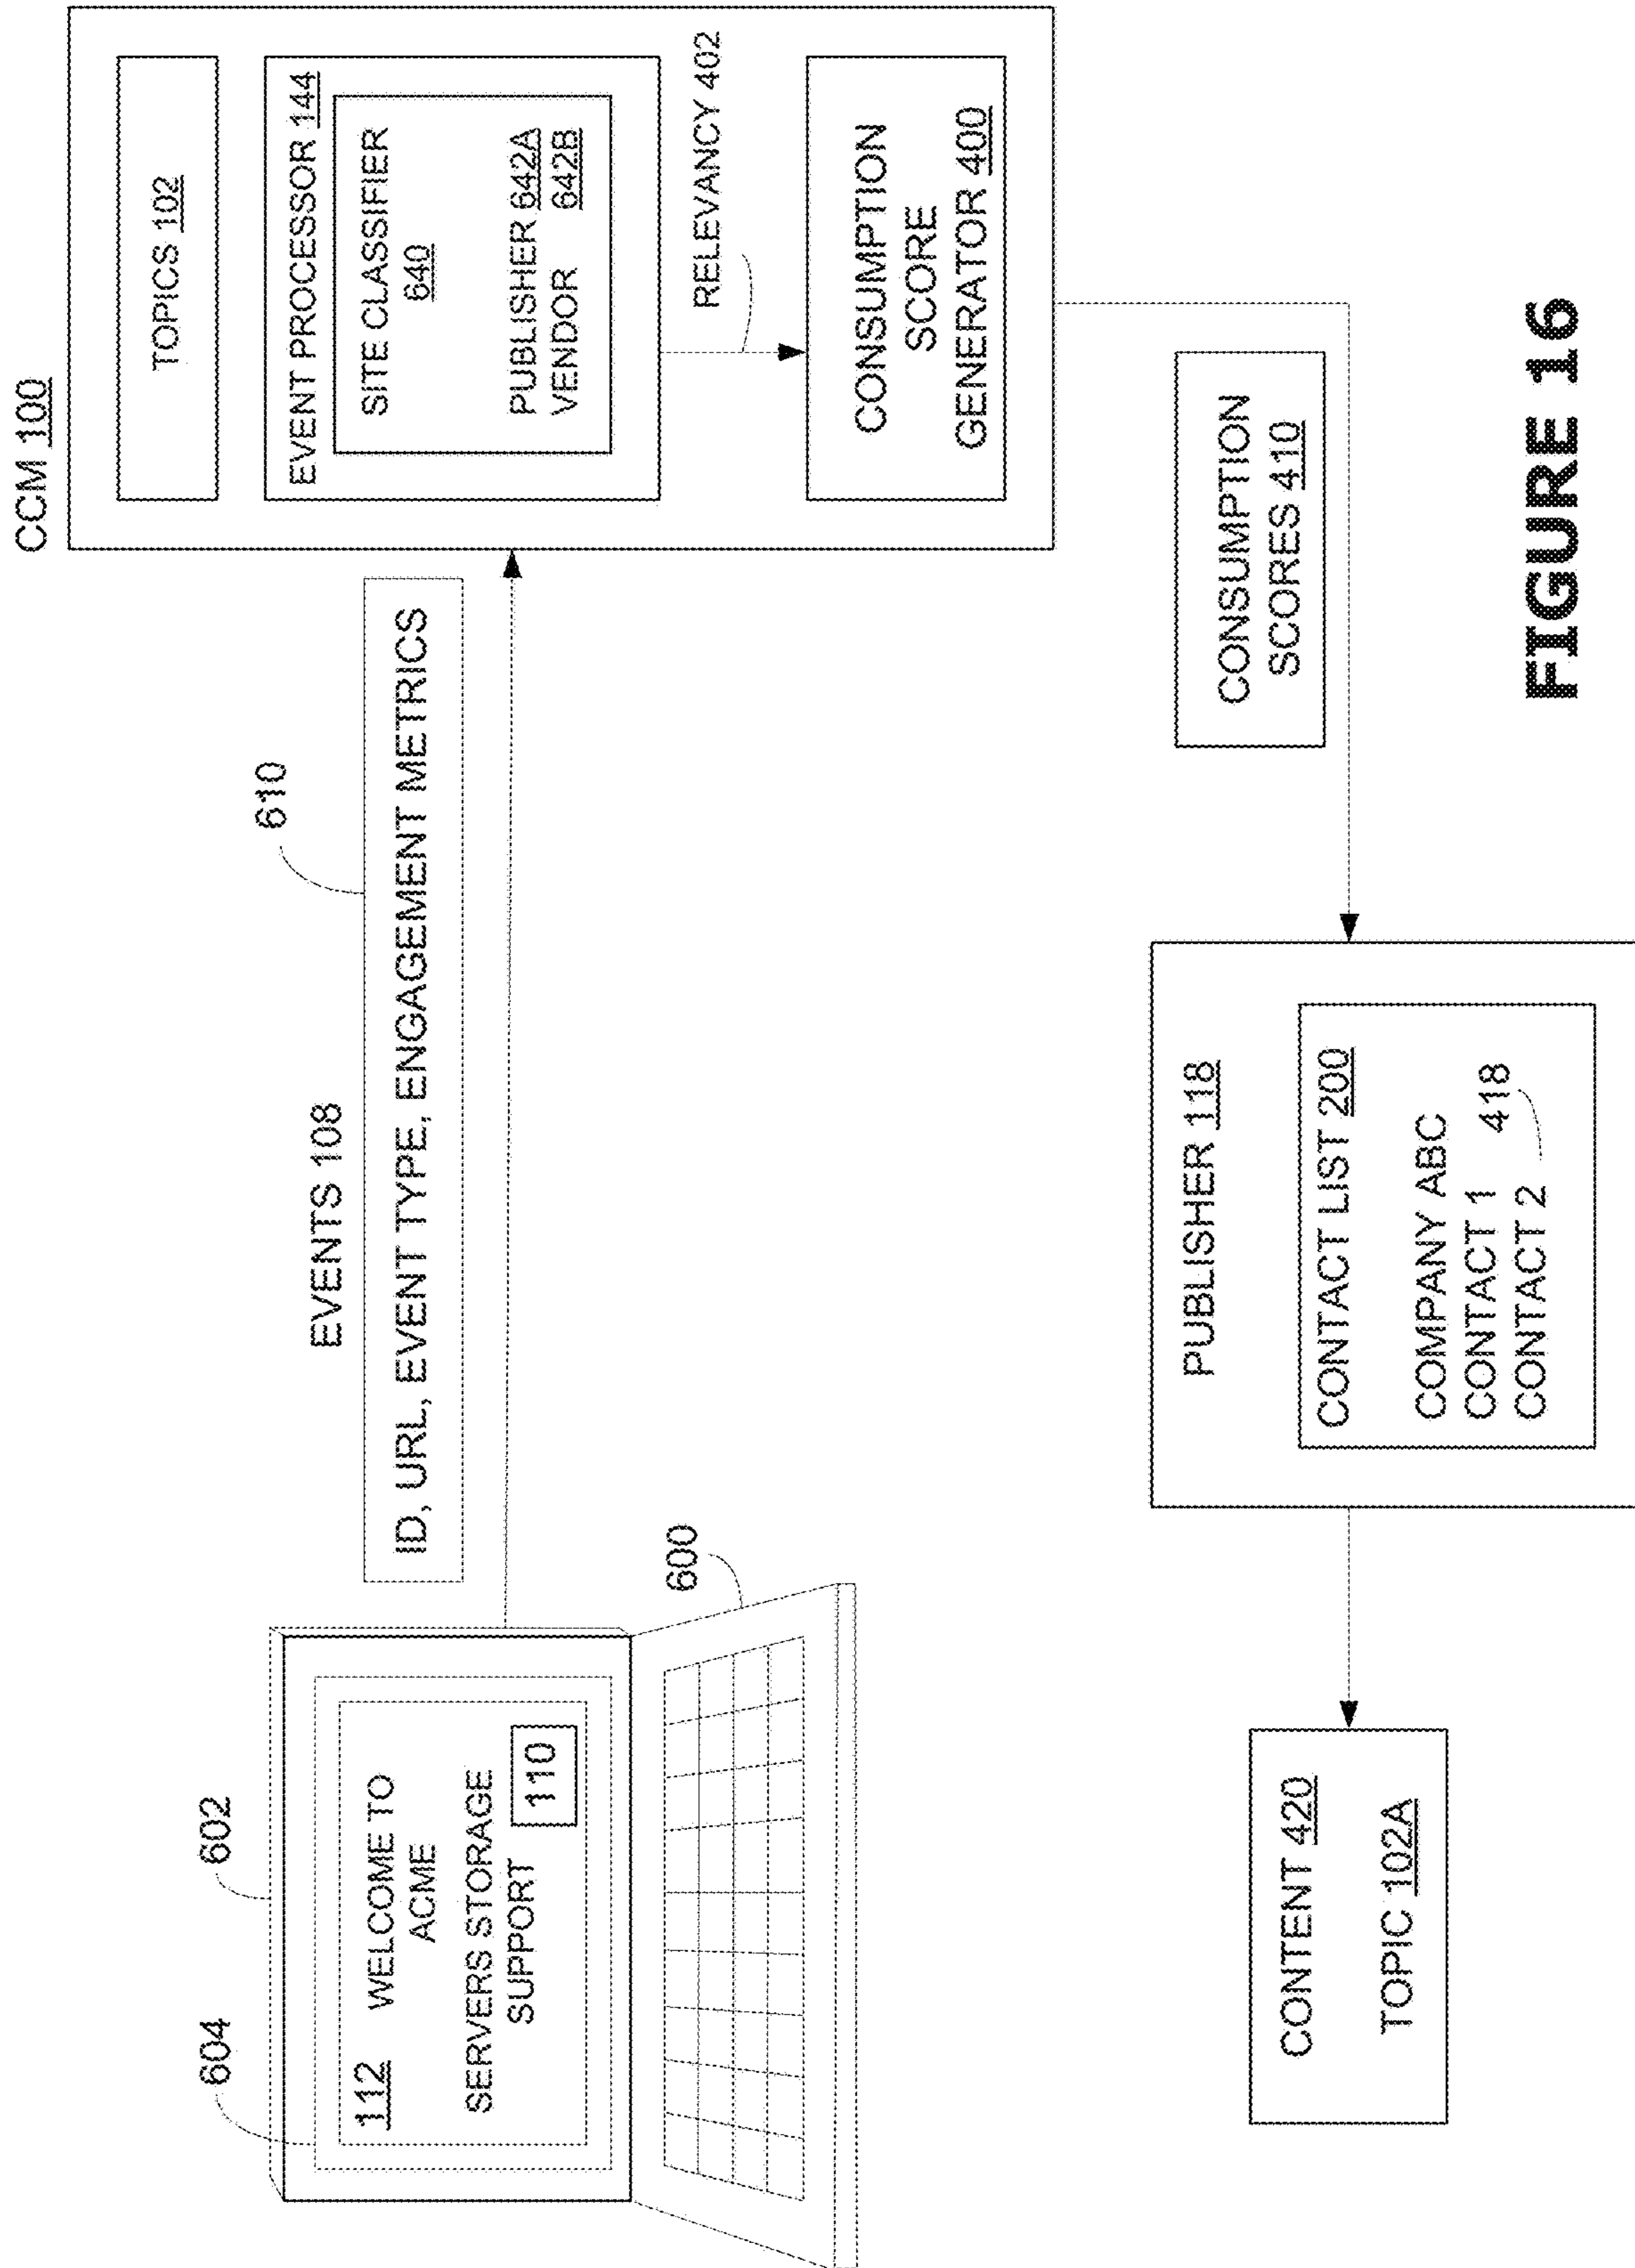 CCM 100
TOPICS 102
EVENT PROCESSOR 144
SITE CLASSIFIER
640
PUBLISHER 642A
VENDOR 642B
RELEVANCY 402
CONSUMPTION
SCORE
GENERATOR 400
EVENTS 108
610
ID, URL, EVENT TYPE, ENGAGEMENT METRICS
602
604
112 WELCOME TO
ACME
SERVERS STORAGE
SUPPORT 110
600
CONSUMPTION
SCORES 410
PUBLISHER 118
CONTACT LIST 200
COMPANY ABC
CONTACT 1 418
CONTACT 2
CONTENT 420
TOPIC 102A
FIGURE 16